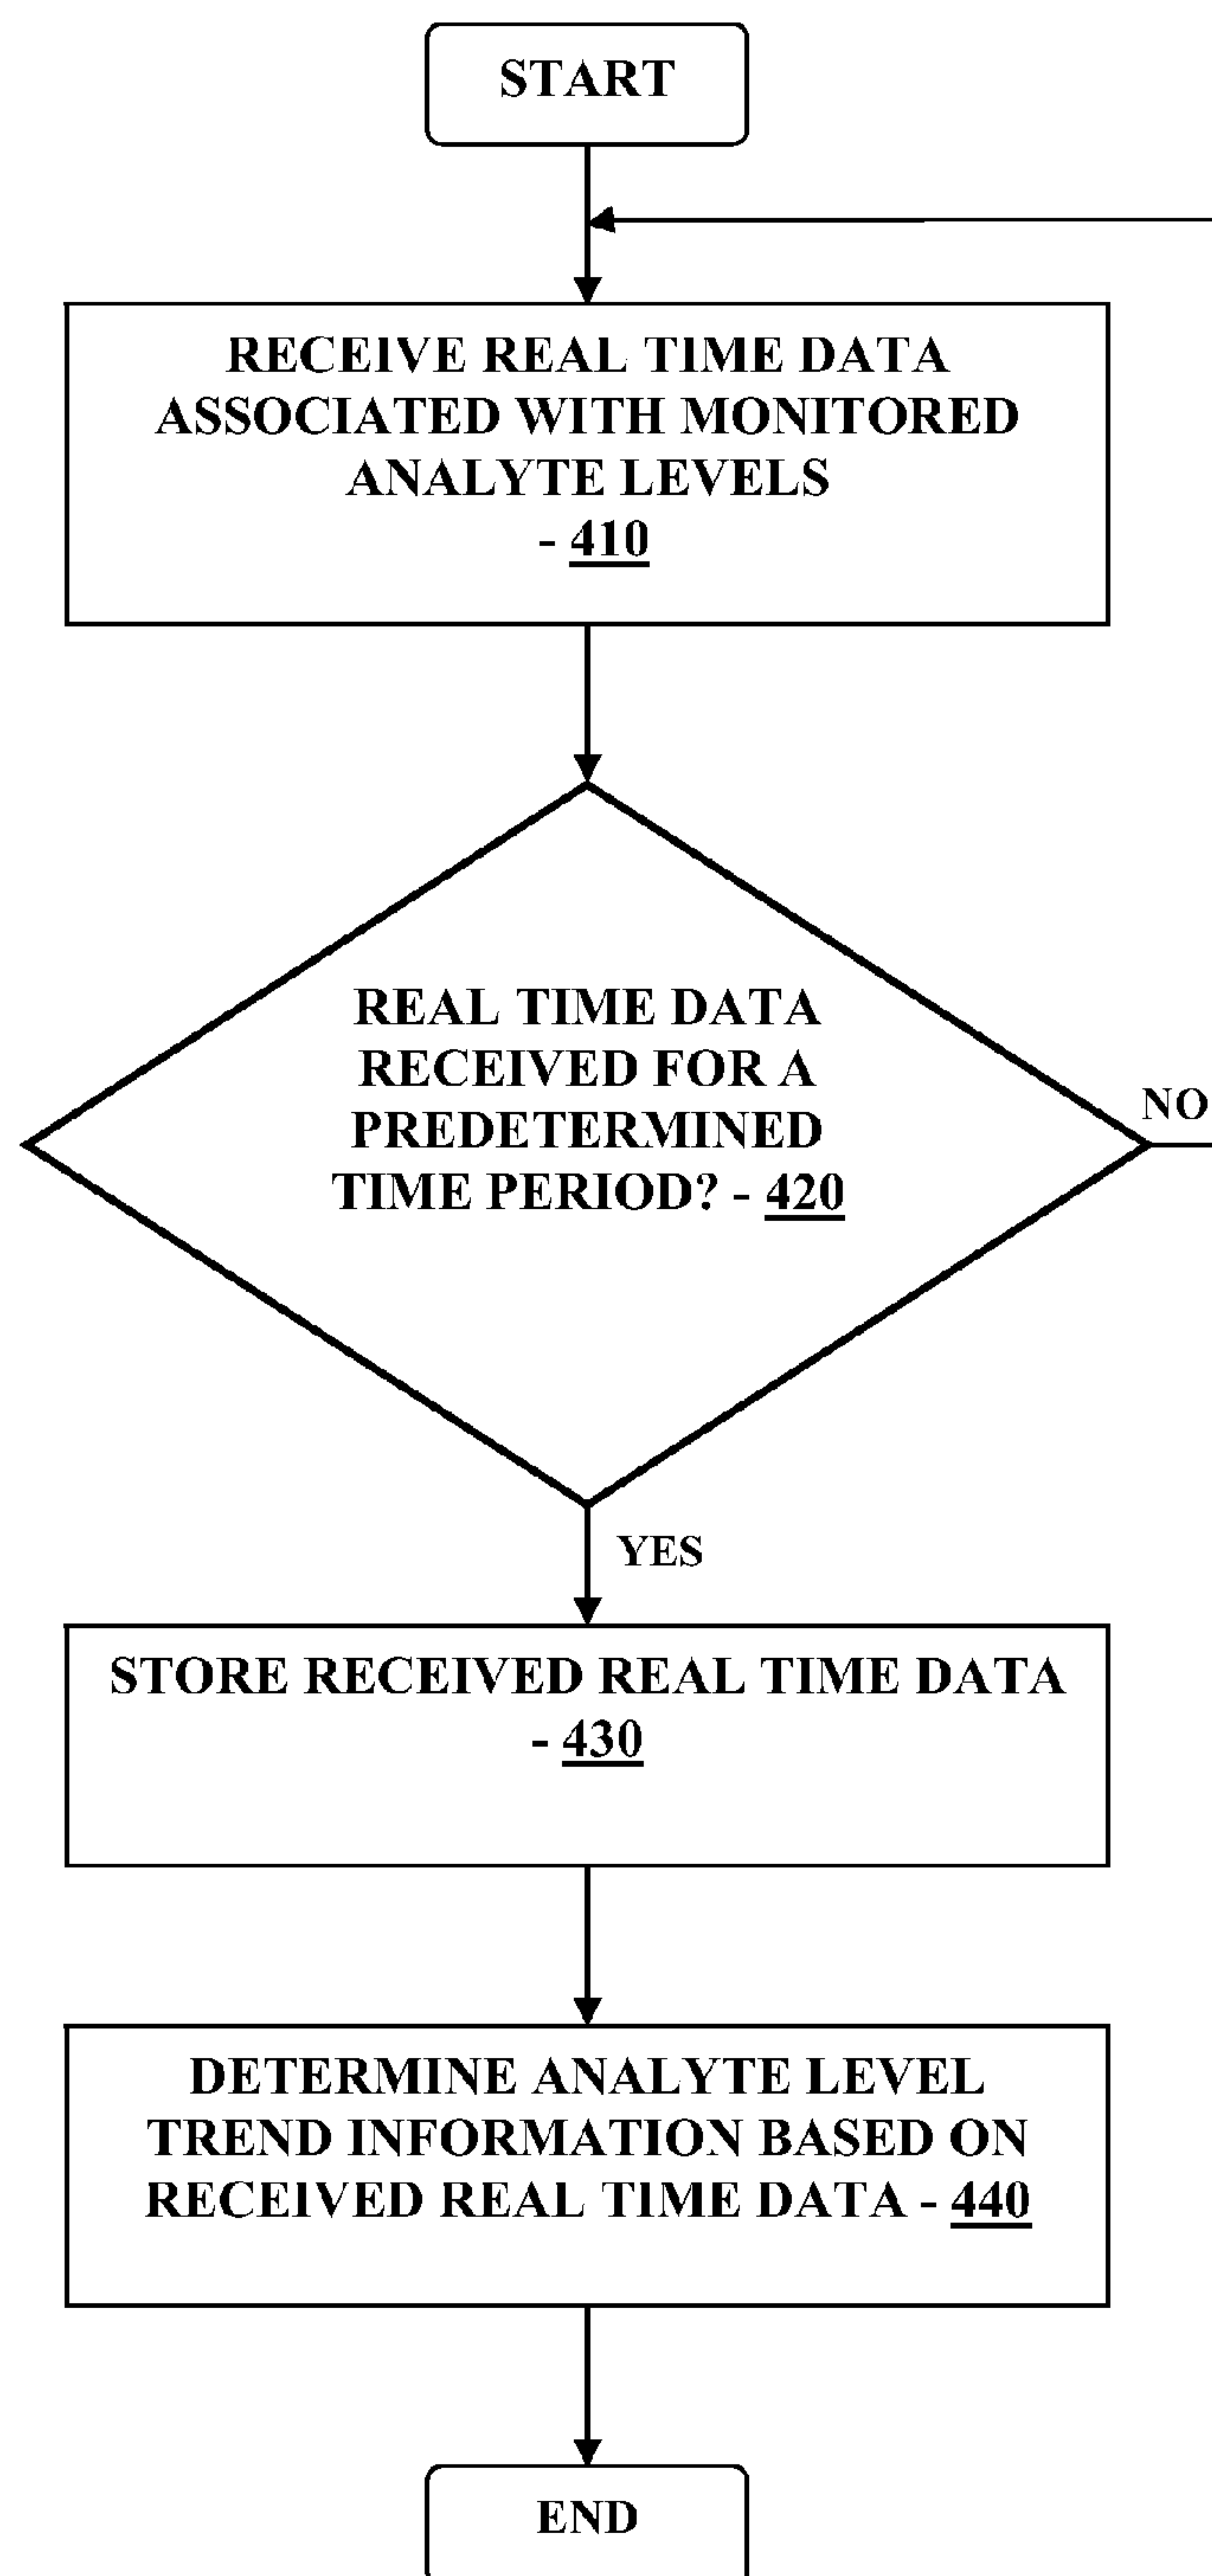 START
RECEIVE REAL TIME DATA
ASSOCIATED WITH MONITORED
ANALYTE LEVELS
- 410
REAL TIME DATA
RECEIVED FOR A
PREDETERMINED
TIME PERIOD? - 420
NO
YES
STORE RECEIVED REAL TIME DATA
- 430
DETERMINE ANALYTE LEVEL
TREND INFORMATION BASED ON
RECEIVED REAL TIME DATA - 440
END